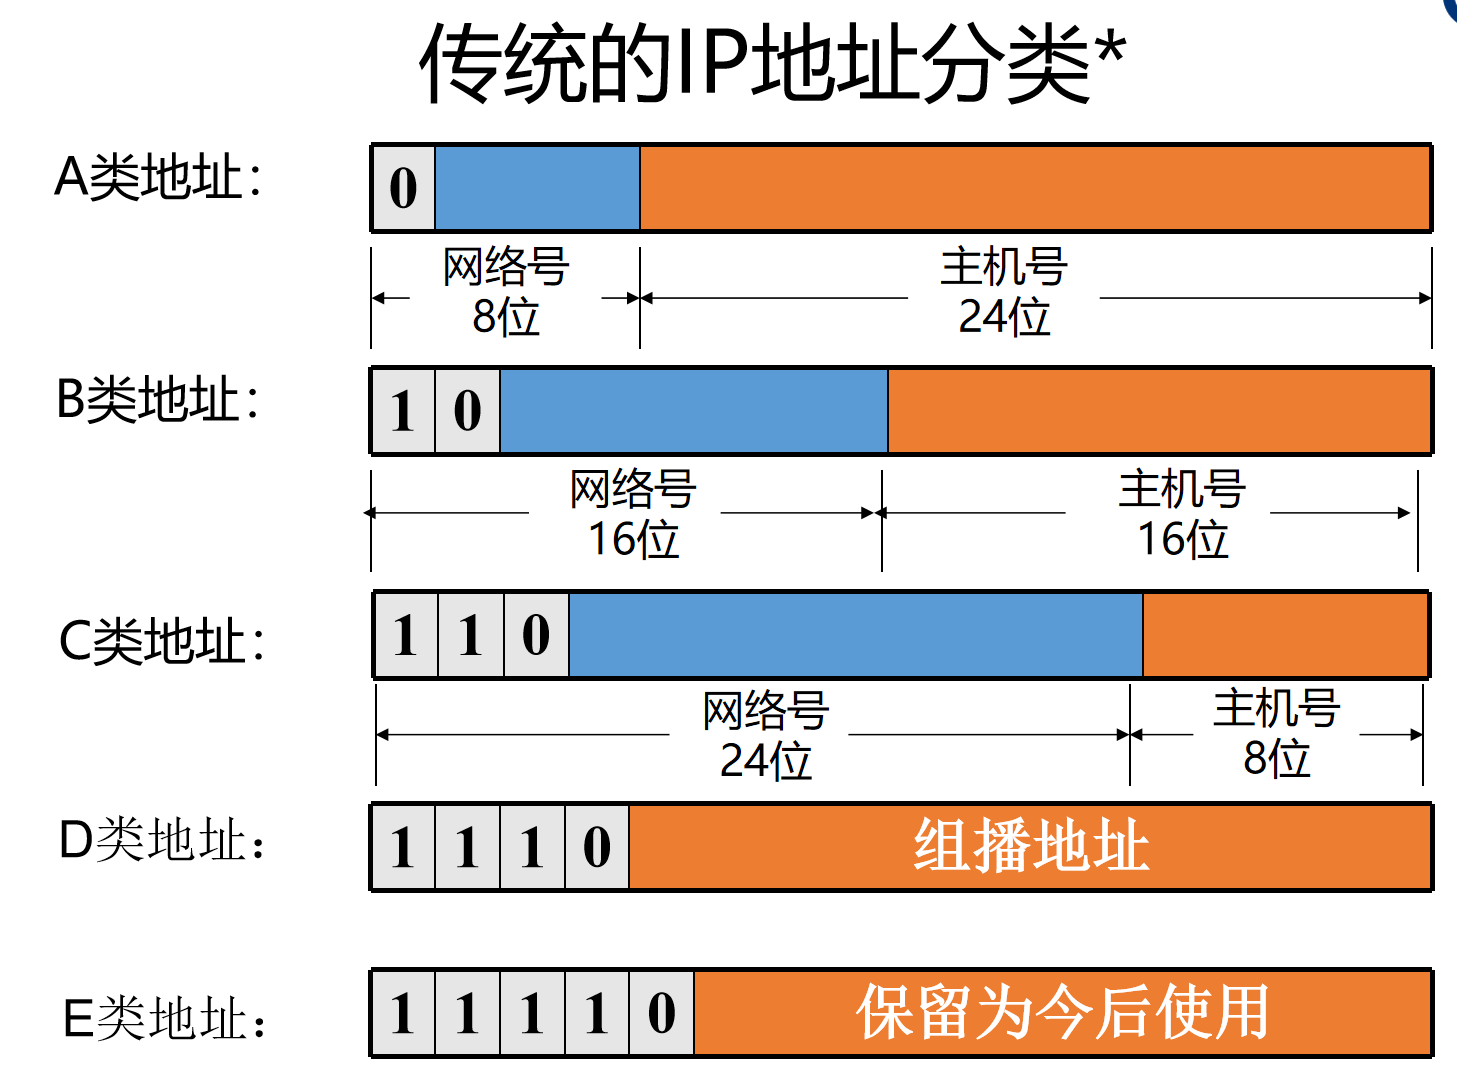 传统的IP地址分类*
A类地址：
0
网络号
8位
主机号
24位
B类地址：
1 0
网络号
16位
主机号
16位
C类地址：
1 1 0
网络号
24位
主机号
8位
D类地址：
1 1 1 0 组播地址
E类地址：
1 1 1 1 0 保留为今后使用